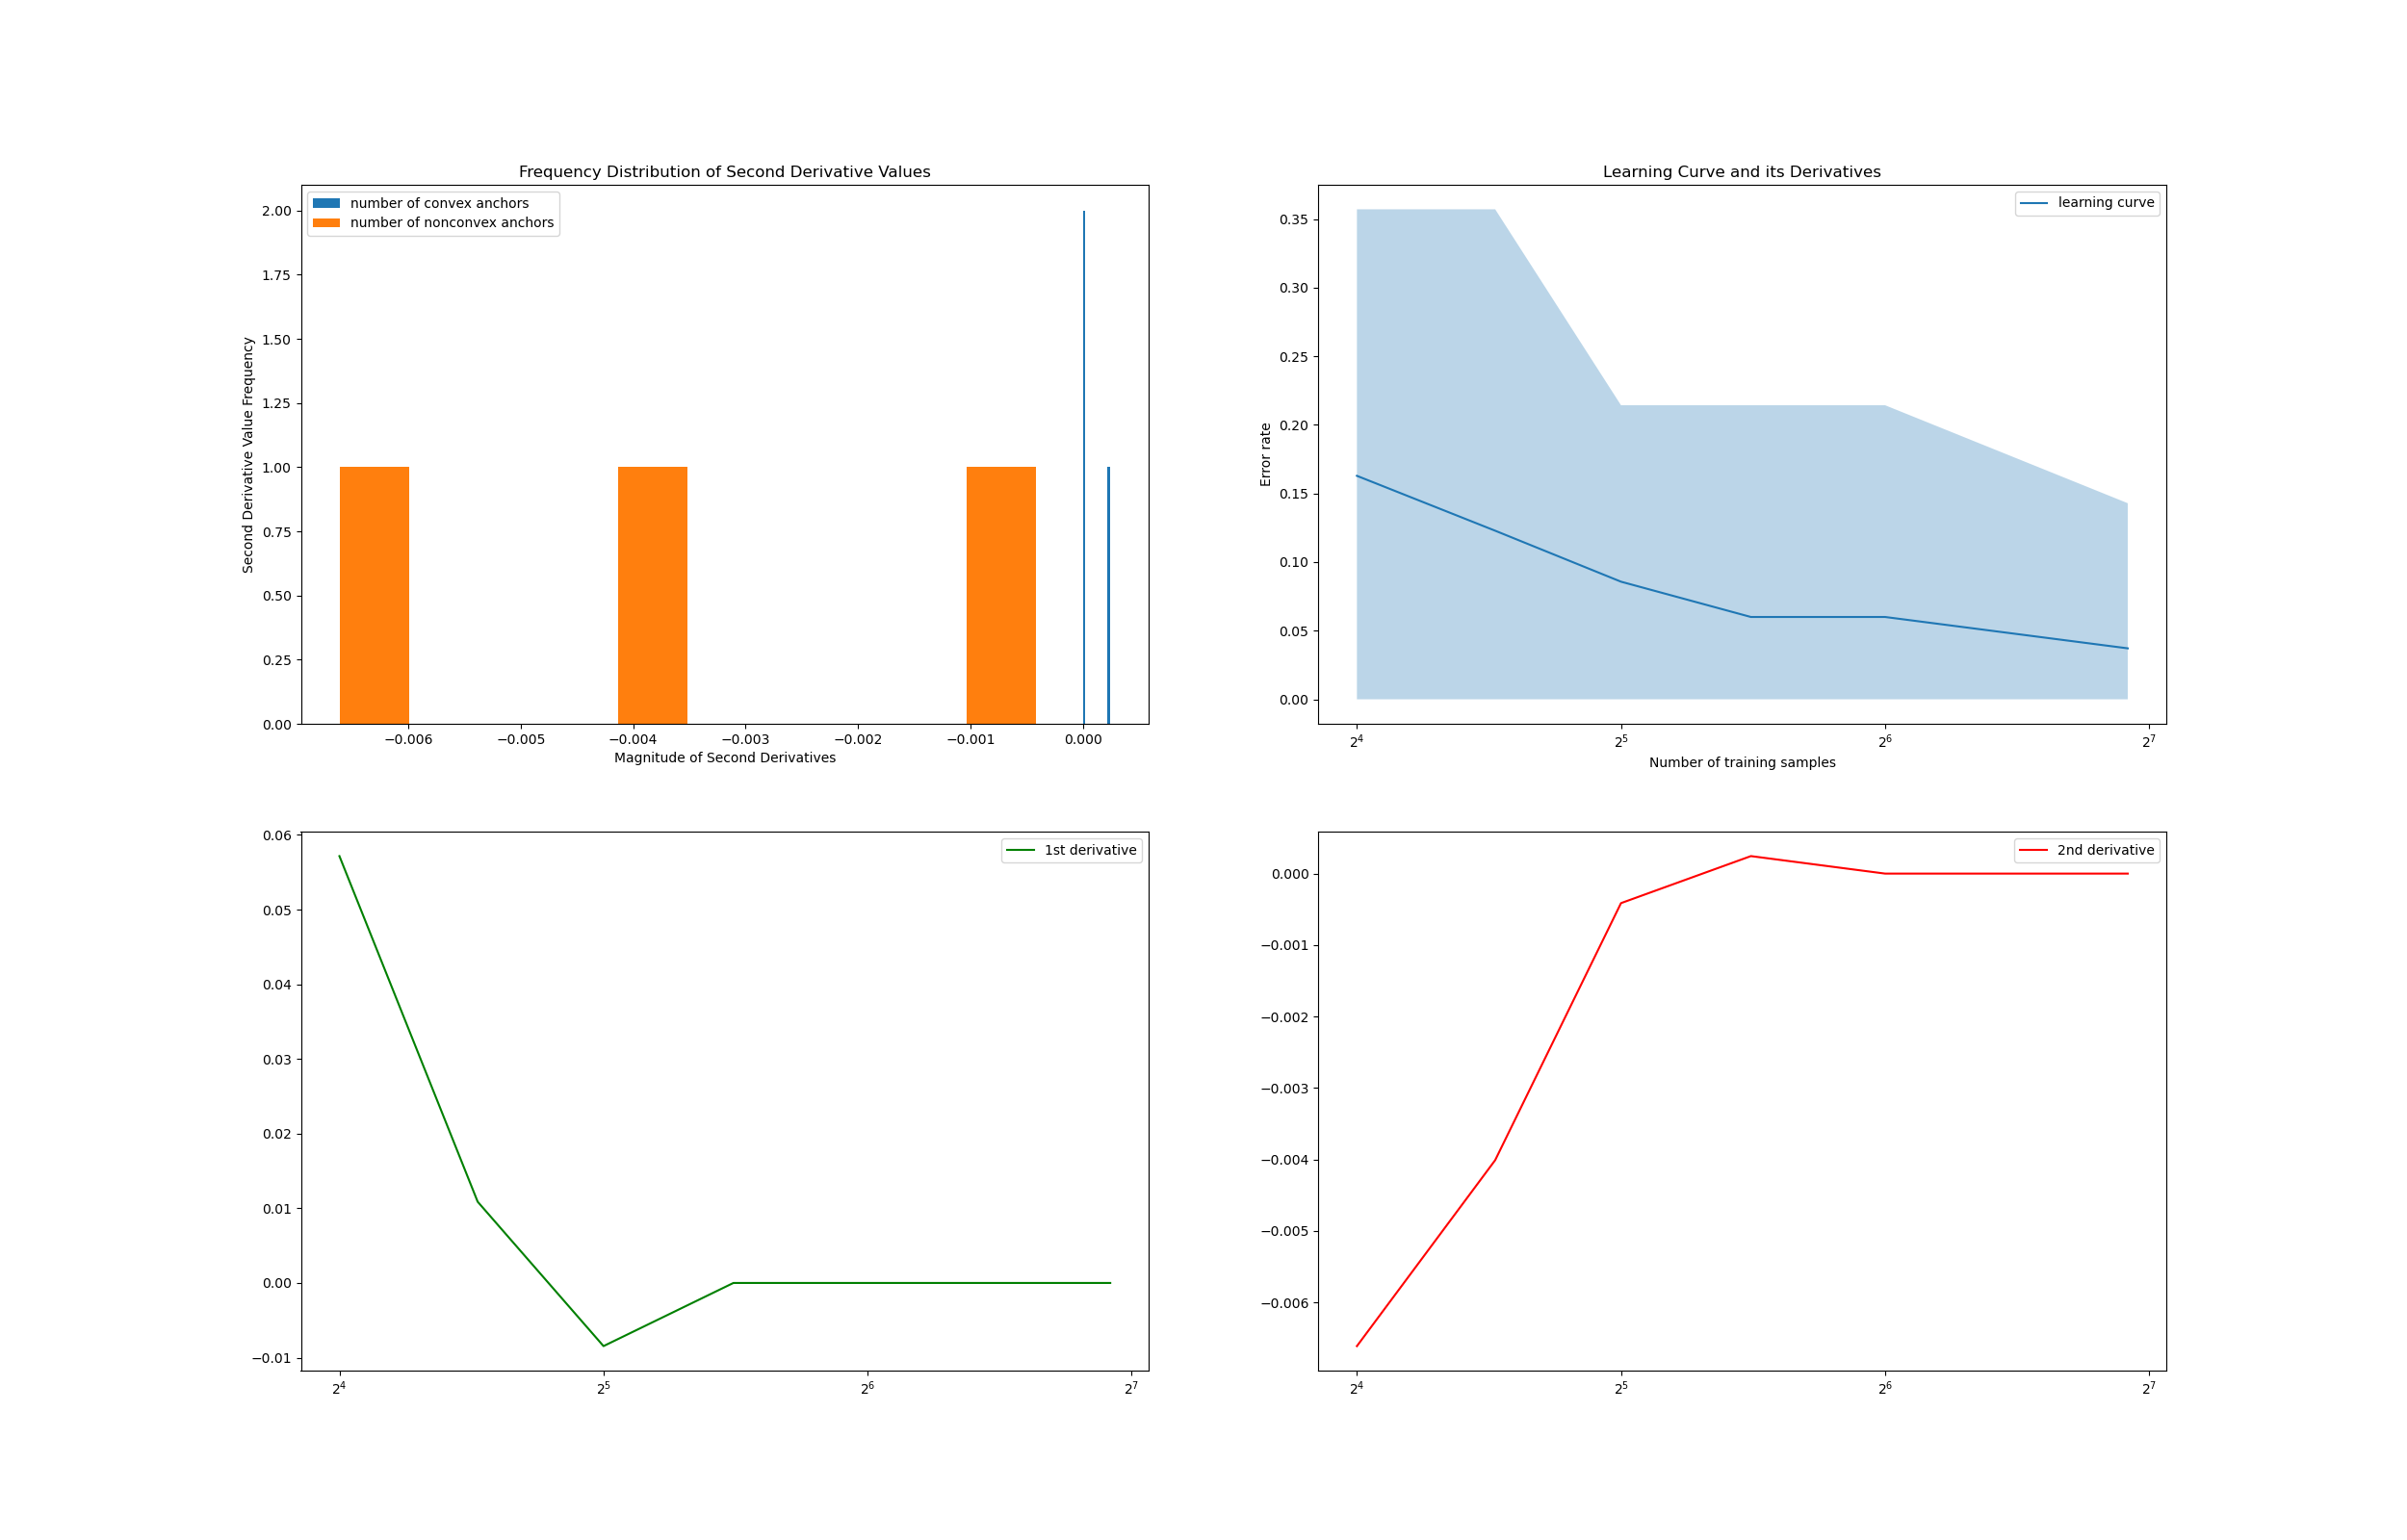 Frequency Distribution of Second Derivative Values
number of convex anchors
number of nonconvex anchors
2.00
1.75
1.50
1.25
1.00
0.75
0.50
0.25
0.00
Second Derivative Value Frequency
−0.006 −0.005 −0.004 −0.003 −0.002 −0.001 0.000
Magnitude of Second Derivatives
Learning Curve and its Derivatives
learning curve
0.35
0.30
0.25
0.20
0.15
0.10
0.05
0.00
Error rate
2⁴ 2⁵ 2⁶ 2⁷
Number of training samples
1st derivative
0.06
0.05
0.04
0.03
0.02
0.01
0.00
−0.01
2⁴ 2⁵ 2⁶ 2⁷
2nd derivative
0.000
−0.001
−0.002
−0.003
−0.004
−0.005
−0.006
2⁴ 2⁵ 2⁶ 2⁷